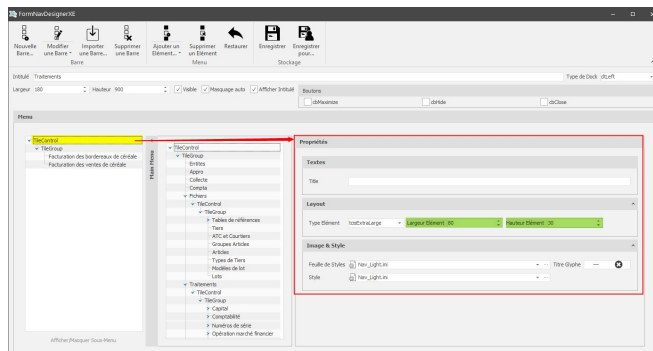 FormNavDesignerXE
Nouvelle Barre...
Modifier une Barre
Importer une Barre...
Supprimer une Barre
Ajouter un Elément...
Supprimer un Elément
Restaurer
Enregistrer
Enregistrer pour...
Barre
Menu
Stockage
Intitulé Traitements
Type de Dock dtLeft
Largeur 180 Hauteur 900 Visible Masquage auto Afficher Intitulé
Boutons
dbMaximize dbHide dbClose
Menu
TileControl
TileGroup
Facturation des bordereaux de céréale
Facturation des ventes de céréale
Afficher/Masquer Sous-Menu
Main Menu
TileControl
TileGroup
Entites
Appro
Collecte
Compta
Fichiers
TileControl
TileGroup
Tables de références
Tiers
ATC et Courtiers
Groupes Articles
Articles
Types de Tiers
Modèles de lot
Lots
Traitements
TileControl
TileGroup
Capital
Comptabilité
Numéros de série
Opération marché financier
Propriétés
Textes
Title
Layout
Type Elément tcstExtraLarge Largeur Elément 80 Hauteur Elément 30
Image & Style
Feuille de Styles Nav_Light.ini Titre Glyphe
Style Nav_Light.ini